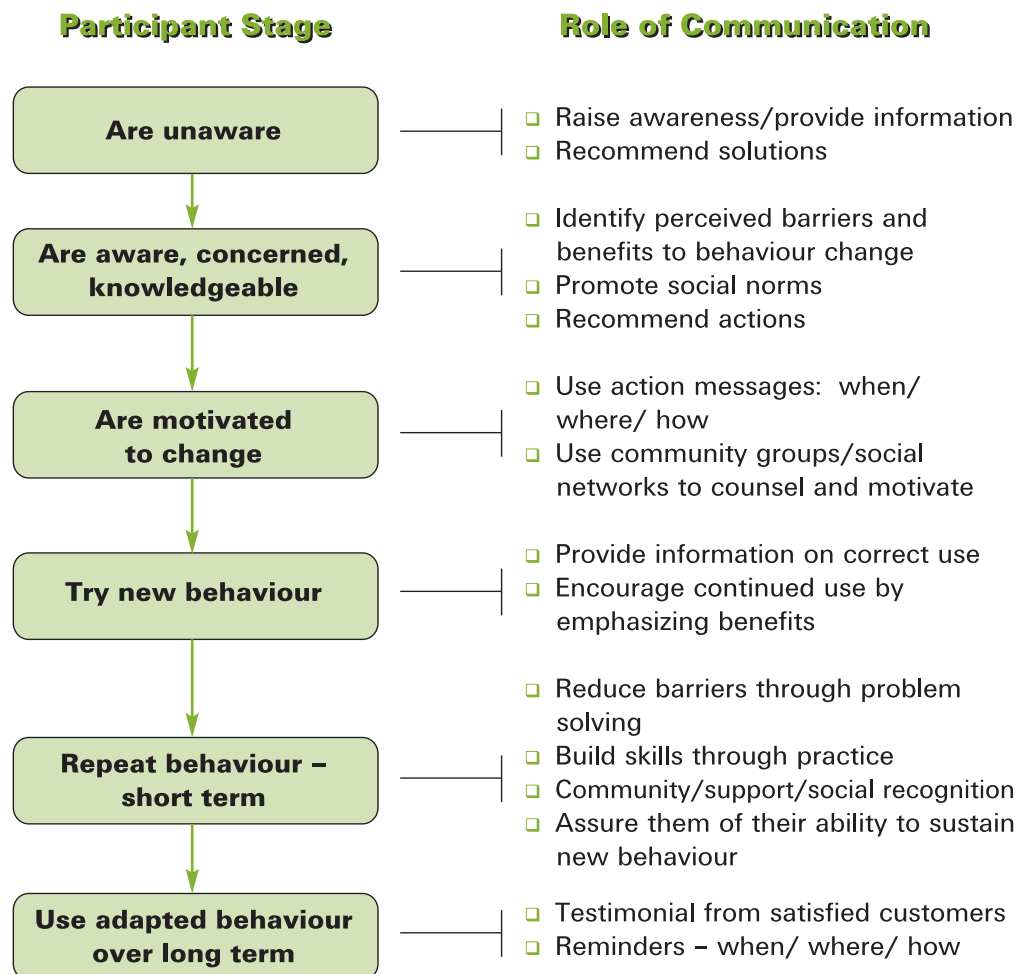 Participant Stage
Role of Communication
Are unaware
❑ Raise awareness/provide information
❑ Recommend solutions
Are aware, concerned,
knowledgeable
❑ Identify perceived barriers and
benefits to behaviour change
❑ Promote social norms
❑ Recommend actions
Are motivated
to change
❑ Use action messages: when/
where/ how
❑ Use community groups/social
networks to counsel and motivate
Try new behaviour
❑ Provide information on correct use
❑ Encourage continued use by
emphasizing benefits
Repeat behaviour –
short term
❑ Reduce barriers through problem
solving
❑ Build skills through practice
❑ Community/support/social recognition
❑ Assure them of their ability to sustain
new behaviour
Use adapted behaviour
over long term
❑ Testimonial from satisfied customers
❑ Reminders – when/ where/ how